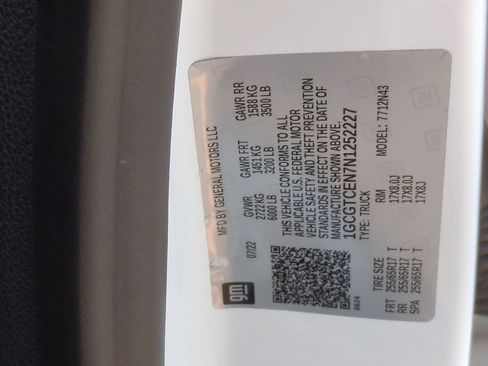 MFD BY GENERAL MOTORS LLC
07/22 GVWR GAWR FRT GAWR RR
2722 KG 1451 KG 1588 KG
6000 LB 3200 LB 3500 LB
THIS VEHICLE CONFORMS TO ALL
APPLICABLE U.S. FEDERAL MOTOR
VEHICLE SAFETY AND THEFT PREVENTION
STANDARDS IN EFFECT ON THE DATE OF
MANUFACTURE SHOWN ABOVE.
1GCGTCEN7N1252227
TYPE: TRUCK MODEL: 7712N43
gm
TIRE SIZE RIM
FRT 255/65R17 T 17X8.0J
RR 255/65R17 T 17X8.0J
SPA 255/65R17 T 17X8J